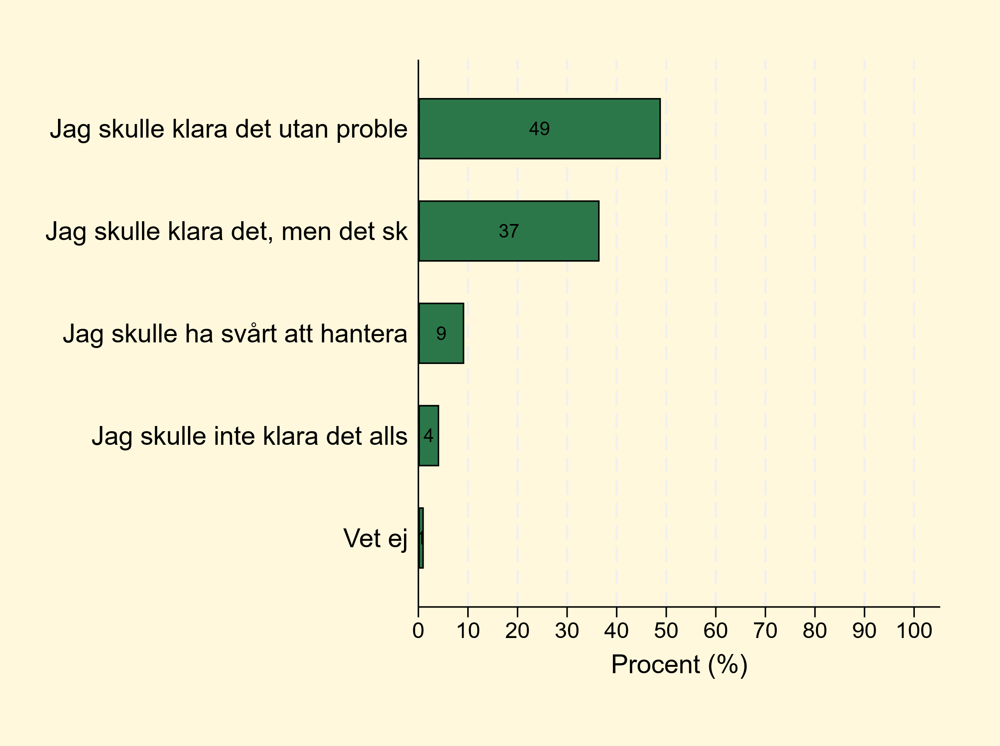 Jag skulle klara det utan proble
49
Jag skulle klara det, men det sk
37
Jag skulle ha svårt att hantera
9
Jag skulle inte klara det alls
4
Vet ej
1
0 10 20 30 40 50 60 70 80 90 100
Procent (%)